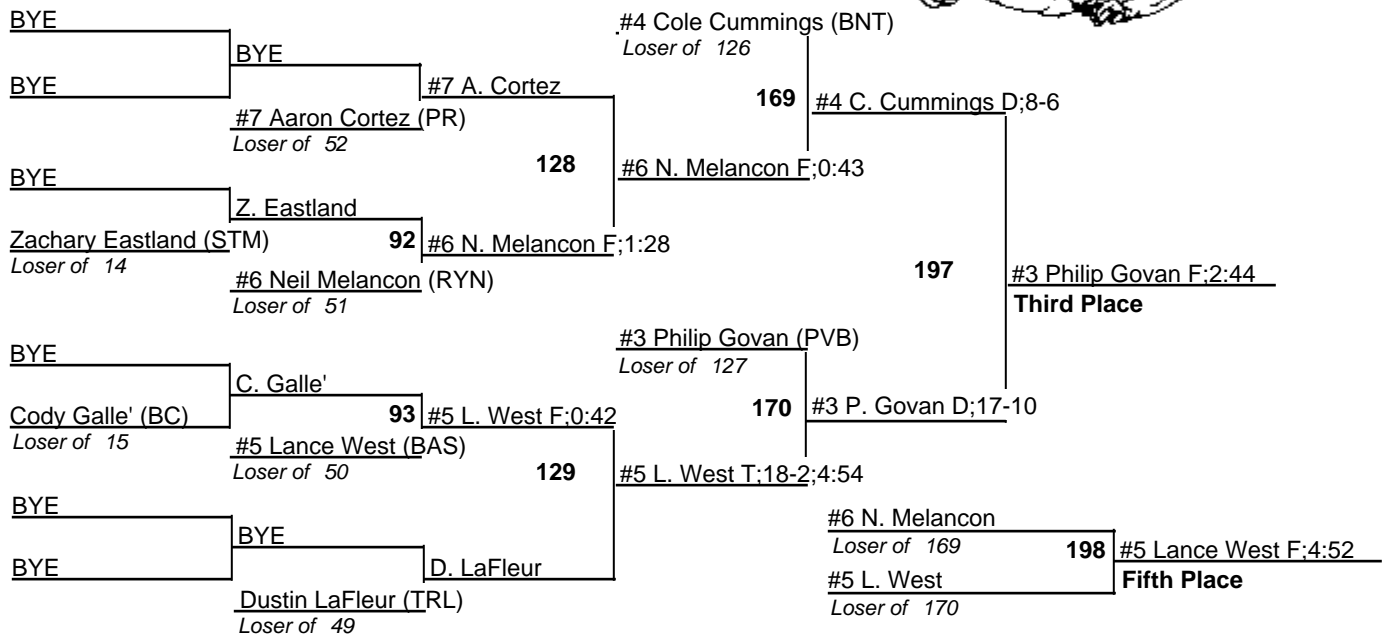 BYE
BYE
BYE
#7 Aaron Cortez (PR)
Loser of 52
#7 A. Cortez
BYE
Zachary Eastland (STM)
Loser of 14
Z. Eastland
92
#6 Neil Melancon (RYN)
Loser of 51
#6 N. Melancon F;1:28
128
#6 N. Melancon F;0:43
#4 Cole Cummings (BNT)
Loser of 126
169
#4 C. Cummings D;8-6
BYE
Cody Galle' (BC)
Loser of 15
C. Galle'
93
#5 Lance West (BAS)
Loser of 50
#5 L. West F;0:42
BYE
BYE
BYE
Dustin LaFleur (TRL)
Loser of 49
D. LaFleur
129
#5 L. West T;18-2;4:54
#3 Philip Govan (PVB)
Loser of 127
170
#3 P. Govan D;17-10
197
#3 Philip Govan F;2:44
Third Place
#6 N. Melancon
Loser of 169
#5 L. West
Loser of 170
198
#5 Lance West F;4:52
Fifth Place